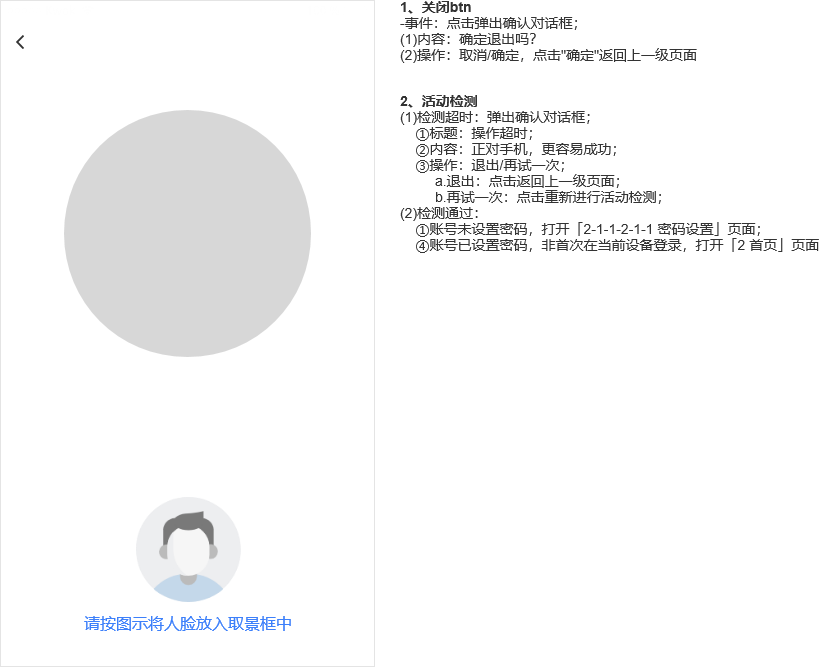 请按图示将人脸放入取景框中
1、关闭btn
-事件：点击弹出确认对话框；
(1)内容：确定退出吗？
(2)操作：取消/确定，点击"确定"返回上一级页面
2、活动检测
(1)检测超时：弹出确认对话框；
①标题：操作超时；
②内容：正对手机，更容易成功；
③操作：退出/再试一次；
a.退出：点击返回上一级页面；
b.再试一次：点击重新进行活动检测；
(2)检测通过：
①账号未设置密码，打开「2-1-1-2-1-1 密码设置」页面；
④账号已设置密码，非首次在当前设备登录，打开「2 首页」页面